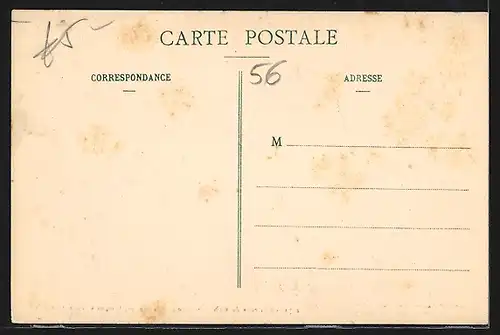 CARTE POSTALE
56
CORRESPONDANCE
ADRESSE
M